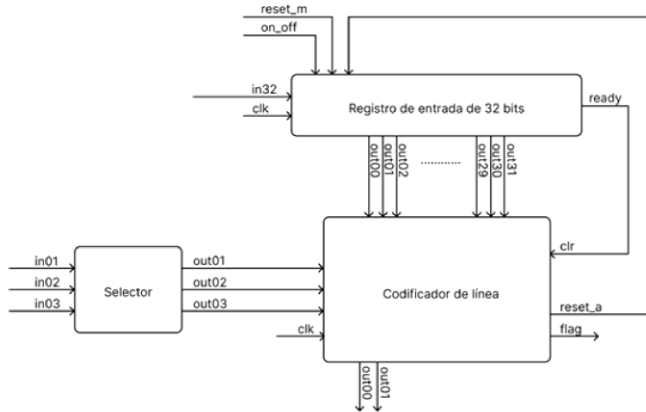 reset_m
on_off
in32
clk
Registro de entrada de 32 bits
ready
out00
out01
out02
out29
out30
out31
in01
in02
in03
Selector
out01
out02
out03
clk
Codificador de línea
clr
reset_a
flag
out00
out01